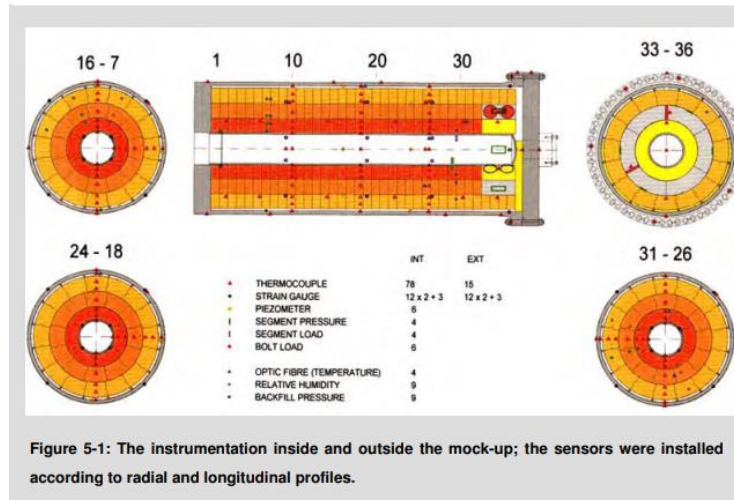 16 - 7
1 10 20 30
33 - 36
24 - 18
31 - 26
INT EXT
THERMOCOUPLE 78 15
STRAIN GAUGE 12 x 2 + 3 12 x 2 + 3
PIEZOMETER 6
SEGMENT PRESSURE 4
SEGMENT LOAD 4
BOLT LOAD 6
OPTIC FIBRE (TEMPERATURE) 4
RELATIVE HUMIDITY 9
BACKFILL PRESSURE 9
Figure 5-1: The instrumentation inside and outside the mock-up; the sensors were installed
according to radial and longitudinal profiles.